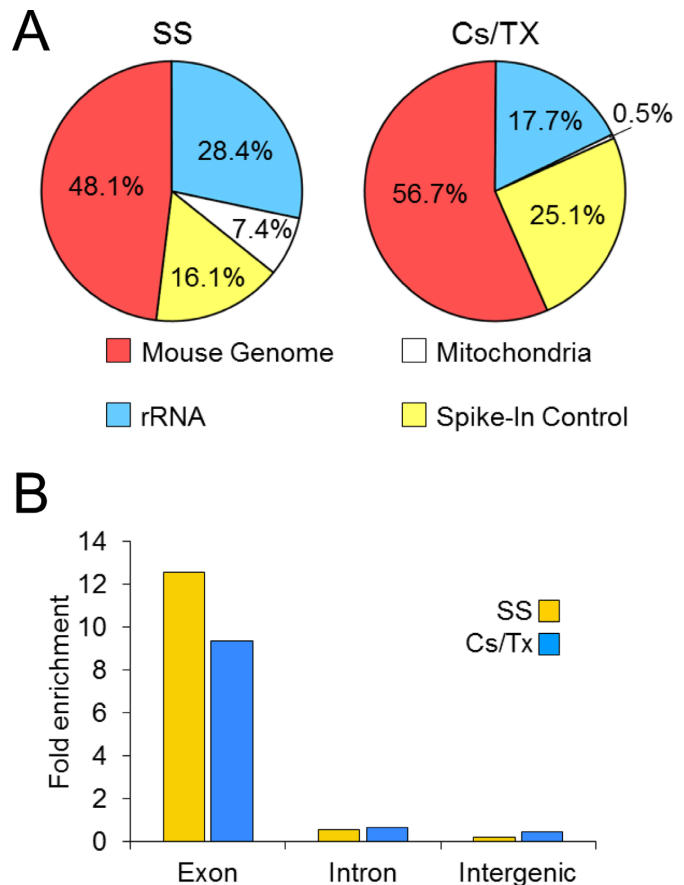 A
SS
Cs/TX
48.1%
28.4%
7.4%
16.1%
56.7%
17.7%
0.5%
25.1%
Mouse Genome
Mitochondria
rRNA
Spike-In Control
B
Fold enrichment
14
12
10
8
6
4
2
0
SS
Cs/Tx
Exon
Intron
Intergenic